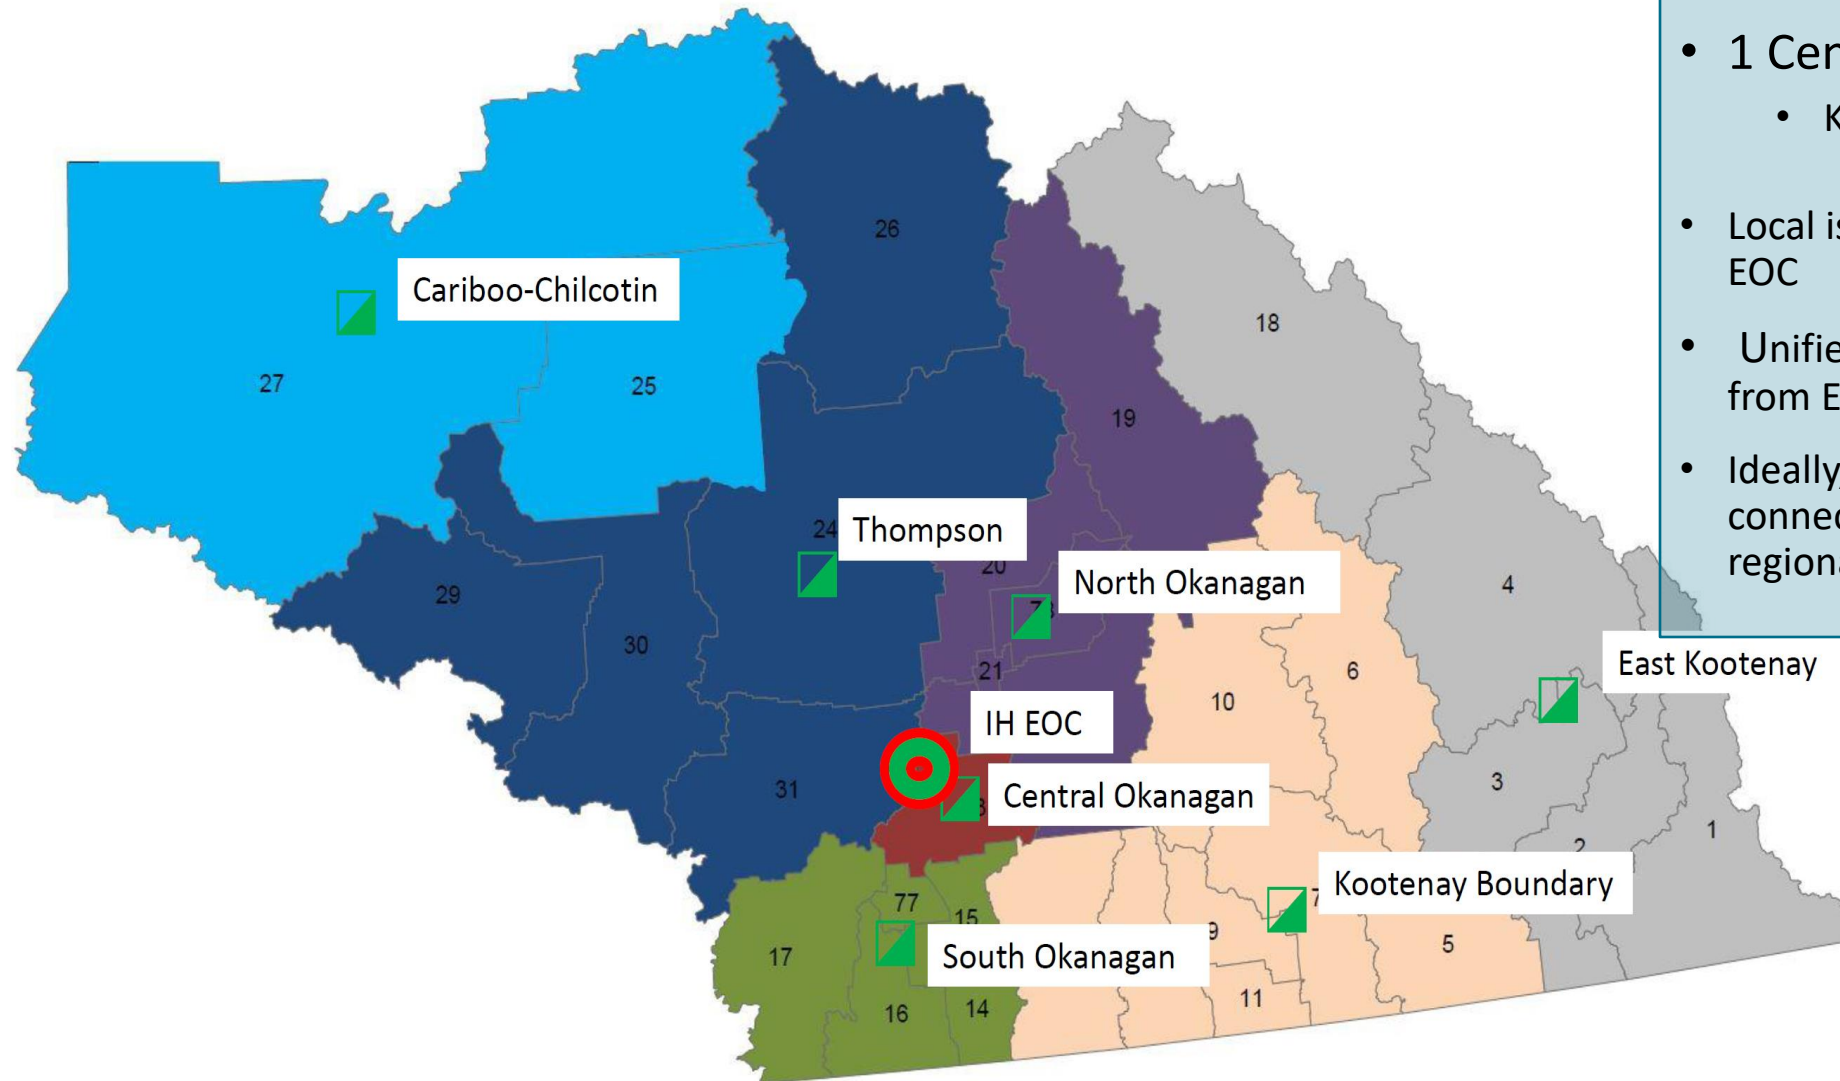 • 1 Cen
• K
• Local is
EOC
• Unifie
from E
• Ideally,
connec
regiona
26
Cariboo-Chilcotin
18
27
25
19
24
Thompson
20
North Okanagan
4
29
30
21
East Kootenay
6
10
IH EOC
31
Central Okanagan
3
1
2
Kootenay Boundary
77
15
9
7
5
17
South Okanagan
11
16
14